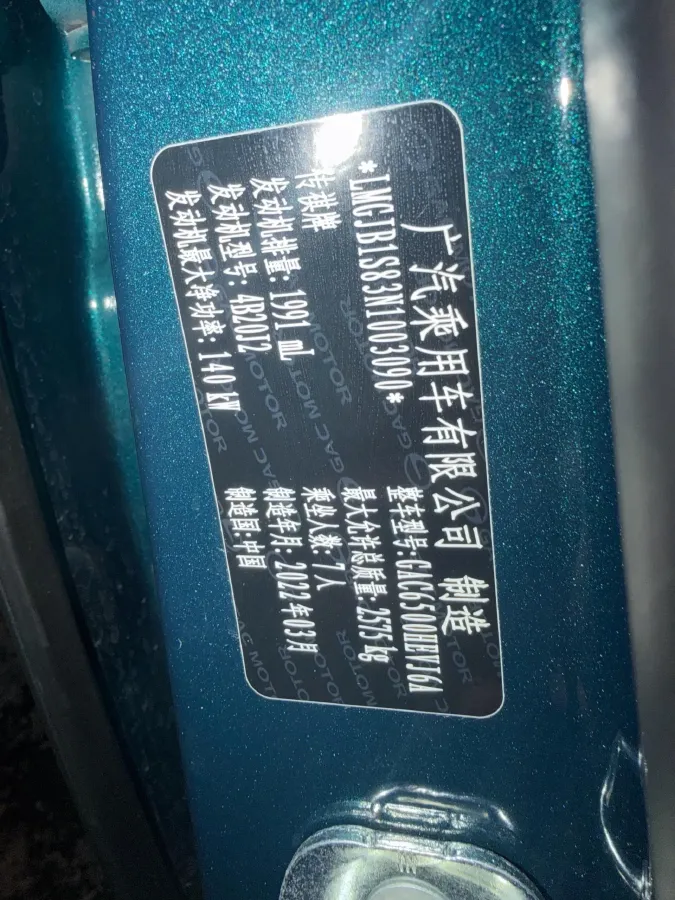 广汽乘用车有限公司 制造
*LMGJB1S83N1003090* 整车型号:GAC6500HEVJ6A
传祺牌 最大允许总质量:2575 kg
发动机排量:1991 mL 乘坐人数:7人
发动机型号:4B20J2 制造年月:2022年03月
发动机最大净功率:140 kW 制造国:中国
GAC MOTOR